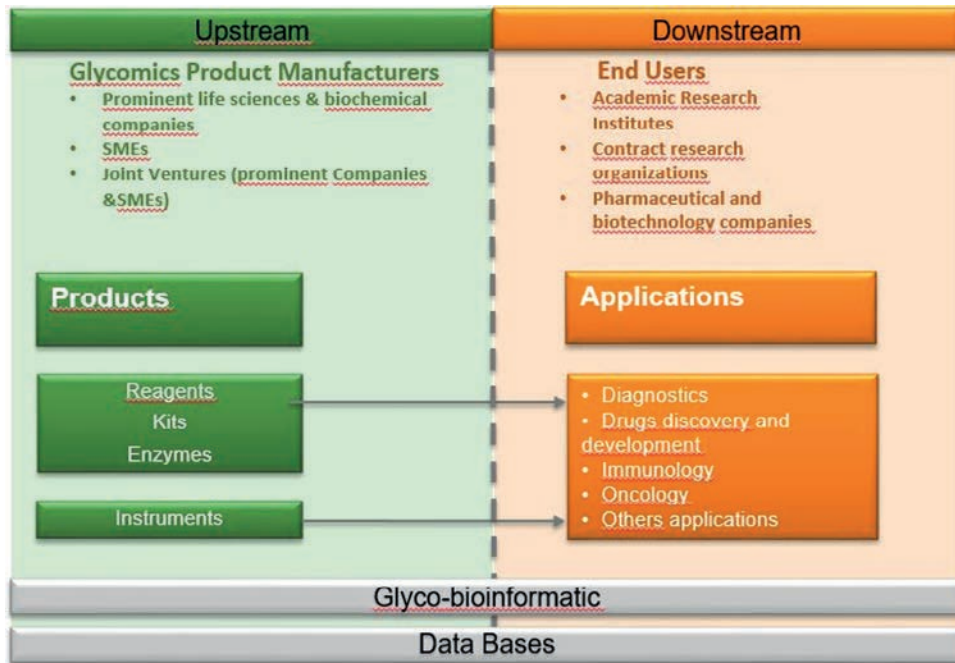 Upstream
Downstream
Glycomics Product Manufacturers
• Prominent life sciences & biochemical
companies
• SMEs
• Joint Ventures (prominent Companies
&SMEs)
End Users
• Academic Research
Institutes
• Contract research
organizations
• Pharmaceutical and
biotechnology companies
Products
Applications
Reagents
Kits
Enzymes
Instruments
• Diagnostics
• Drugs discovery and
development
• Immunology
• Oncology
• Others applications
Glyco-bioinformatic
Data Bases